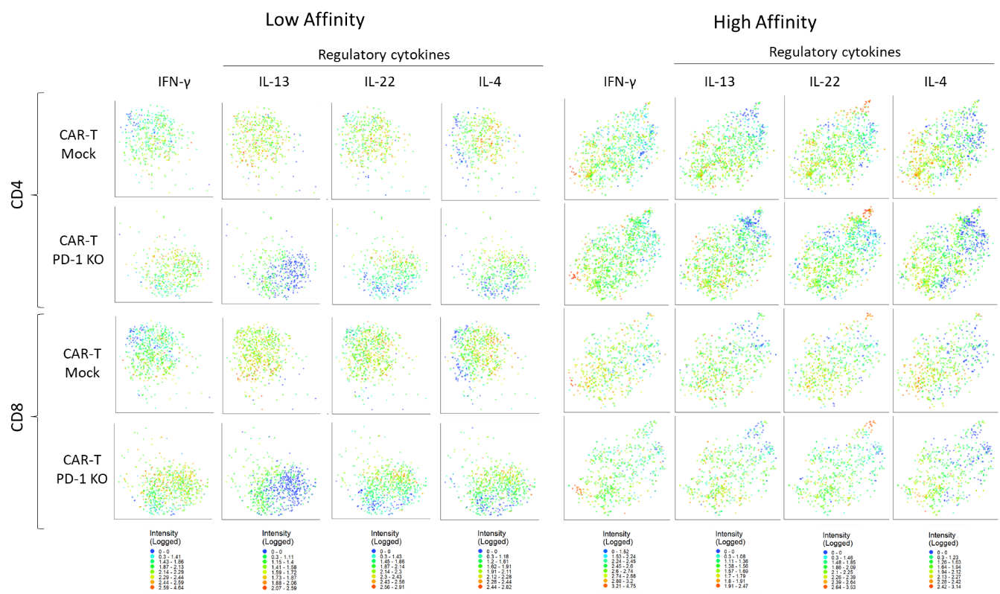 Low Affinity
High Affinity
Regulatory cytokines
Regulatory cytokines
IFN-γ
IL-13
IL-22
IL-4
IFN-γ
IL-13
IL-22
IL-4
CD4
CAR-T
Mock
CAR-T
PD-1 KO
CD8
CAR-T
Mock
CAR-T
PD-1 KO
Intensity
(Logged)
0 - 0
0.3 - 1.41
1.43 - 1.86
1.87 - 2.13
2.14 - 2.29
2.29 - 2.44
2.44 - 2.59
2.59 - 4.64
Intensity
(Logged)
0 - 0
0.3 - 1.11
1.15 - 1.4
1.41 - 1.58
1.59 - 1.72
1.73 - 1.87
1.88 - 2.06
2.07 - 2.59
Intensity
(Logged)
0 - 0
0.3 - 1.43
1.45 - 1.86
1.87 - 2.14
2.14 - 2.3
2.3 - 2.43
2.43 - 2.56
2.56 - 2.91
Intensity
(Logged)
0 - 0
0.3 - 1.18
1.2 - 1.61
1.62 - 1.91
1.91 - 2.11
2.12 - 2.28
2.28 - 2.44
2.44 - 2.82
Intensity
(Logged)
0 - 1.52
1.53 - 2.24
2.24 - 2.45
2.45 - 2.6
2.6 - 2.74
2.74 - 2.88
2.88 - 3.2
3.21 - 4.75
Intensity
(Logged)
0 - 0
0.3 - 1.08
1.11 - 1.36
1.38 - 1.56
1.57 - 1.69
1.7 - 1.79
1.8 - 1.91
1.91 - 2.47
Intensity
(Logged)
0 - 0
0.3 - 1.46
1.48 - 1.85
1.86 - 2.09
2.1 - 2.25
2.26 - 2.39
2.39 - 2.64
2.64 - 3.53
Intensity
(Logged)
0 - 0
0.3 - 1.23
1.26 - 1.63
1.64 - 1.94
1.94 - 2.12
2.13 - 2.27
2.28 - 2.42
2.42 - 3.14